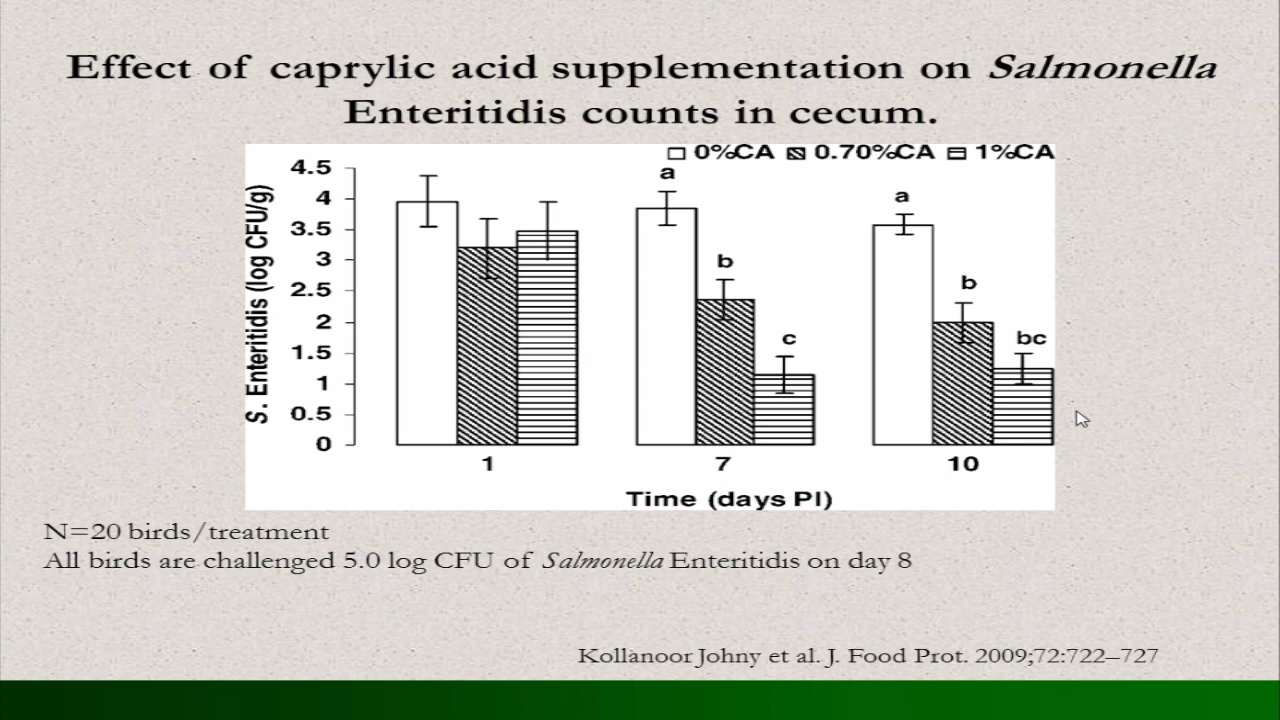 Effect of caprylic acid supplementation on Salmonella
Enteritidis counts in cecum.
0%CA 0.70%CA 1%CA
S. Enteritidis (log CFU/g)
4.5
4
3.5
3
2.5
2
1.5
1
0.5
0
a
b
c
a
b
bc
1 7 10
Time (days PI)
N=20 birds/treatment
All birds are challenged 5.0 log CFU of Salmonella Enteritidis on day 8
Kollanoor Johny et al. J. Food Prot. 2009;72:722–727